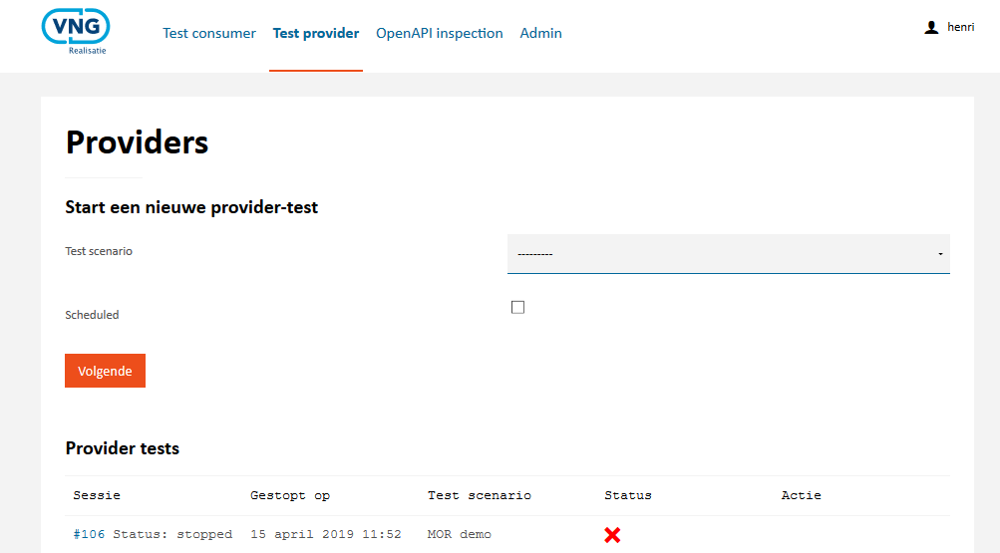 VNG
Realisatie
Test consumer Test provider OpenAPI inspection Admin
henri
Providers
Start een nieuwe provider-test
Test scenario
---------
Scheduled
Volgende
Provider tests
Sessie Gestopt op Test scenario Status Actie
#106 Status: stopped 15 april 2019 11:52 MOR demo